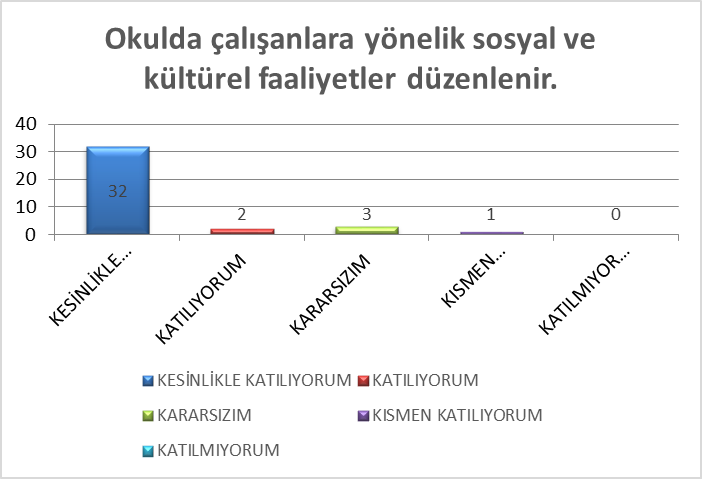 Okulda çalışanlara yönelik sosyal ve
kültürel faaliyetler düzenlenir.
40
30
20
10
0
32
2
3
1
0
KESİNLİKLE...
KATILIYORUM
KARARSIZIM
KISMEN...
KATILMIYOR...
KESİNLİKLE KATILIYORUM
KATILIYORUM
KARARSIZIM
KISMEN KATILIYORUM
KATILMIYORUM